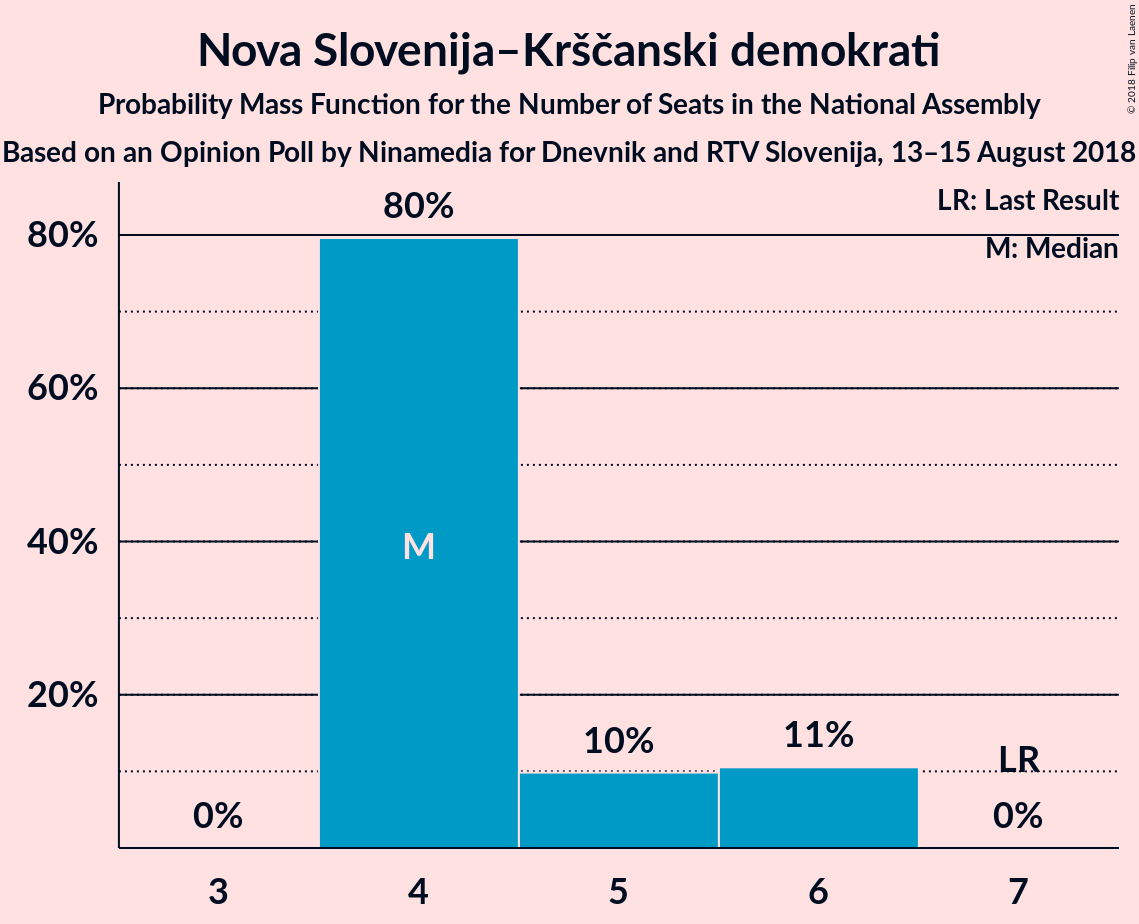 Nova Slovenija–Krščanski demokrati
Probability Mass Function for the Number of Seats in the National Assembly
Based on an Opinion Poll by Ninamedia for Dnevnik and RTV Slovenija, 13–15 August 2018
© 2018 Filip van Laenen
LR: Last Result
M: Median
80%
60%
40%
20%
0%
80%
M
10%
11%
LR
0%
3 4 5 6 7